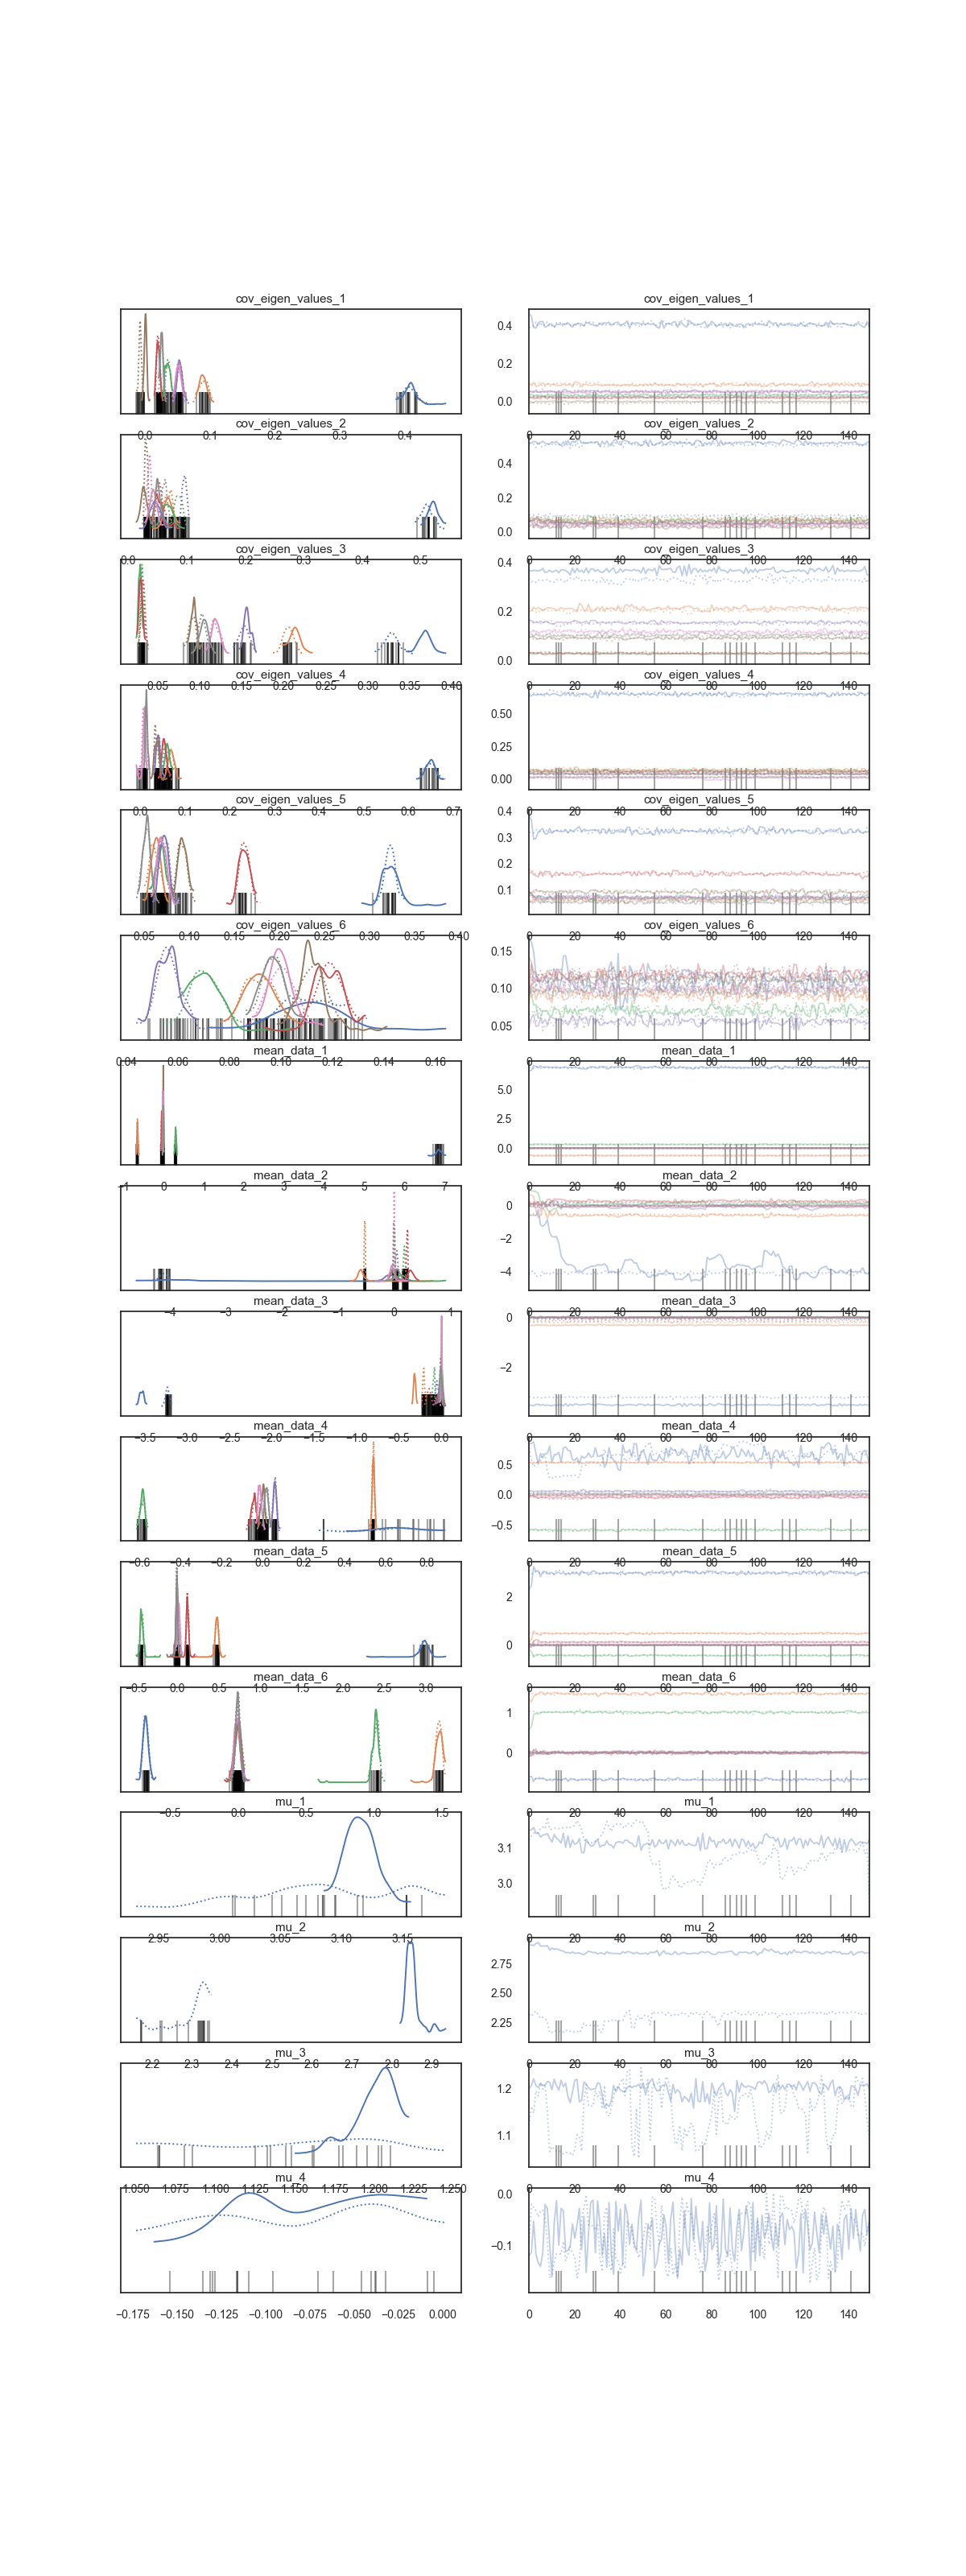 cov_eigen_values_1 cov_eigen_values_1
0.4
0.2
0.0
0.0 0.1 0.2 0.3 0.4 0 20 40 60 80 100 120 140
cov_eigen_values_2 cov_eigen_values_2
0.4
0.2
0.0
0.0 0.1 0.2 0.3 0.4 0.5 0 20 40 60 80 100 120 140
cov_eigen_values_3 cov_eigen_values_3
0.4
0.2
0.0
0.05 0.10 0.15 0.20 0.25 0.30 0.35 0.40 0 20 40 60 80 100 120 140
cov_eigen_values_4 cov_eigen_values_4
0.50
0.25
0.00
0.0 0.1 0.2 0.3 0.4 0.5 0.6 0.7 0 20 40 60 80 100 120 140
cov_eigen_values_5 cov_eigen_values_5
0.4
0.3
0.2
0.1
0.05 0.10 0.15 0.20 0.25 0.30 0.35 0.40 0 20 40 60 80 100 120 140
cov_eigen_values_6 cov_eigen_values_6
0.15
0.10
0.05
0.04 0.06 0.08 0.10 0.12 0.14 0.16 0 20 40 60 80 100 120 140
mean_data_1 mean_data_1
5.0
2.5
0.0
−1 0 1 2 3 4 5 6 7 0 20 40 60 80 100 120 140
mean_data_2 mean_data_2
0
−2
−4
−4 −3 −2 −1 0 1 0 20 40 60 80 100 120 140
mean_data_3 mean_data_3
0
−2
−3.5 −3.0 −2.5 −2.0 −1.5 −1.0 −0.5 0.0 0 20 40 60 80 100 120 140
mean_data_4 mean_data_4
0.5
0.0
−0.5
−0.6 −0.4 −0.2 0.0 0.2 0.4 0.6 0.8 0 20 40 60 80 100 120 140
mean_data_5 mean_data_5
2
0
−0.5 0.0 0.5 1.0 1.5 2.0 2.5 3.0 0 20 40 60 80 100 120 140
mean_data_6 mean_data_6
1
0
−0.5 0.0 0.5 1.0 1.5 0 20 40 60 80 100 120 140
mu_1 mu_1
3.1
3.0
2.95 3.00 3.05 3.10 3.15 0 20 40 60 80 100 120 140
mu_2 mu_2
2.75
2.50
2.25
2.2 2.3 2.4 2.5 2.6 2.7 2.8 2.9 0 20 40 60 80 100 120 140
mu_3 mu_3
1.2
1.1
1.050 1.075 1.100 1.125 1.150 1.175 1.200 1.225 1.250 0 20 40 60 80 100 120 140
mu_4 mu_4
0.0
−0.1
−0.175 −0.150 −0.125 −0.100 −0.075 −0.050 −0.025 0.000 0 20 40 60 80 100 120 140